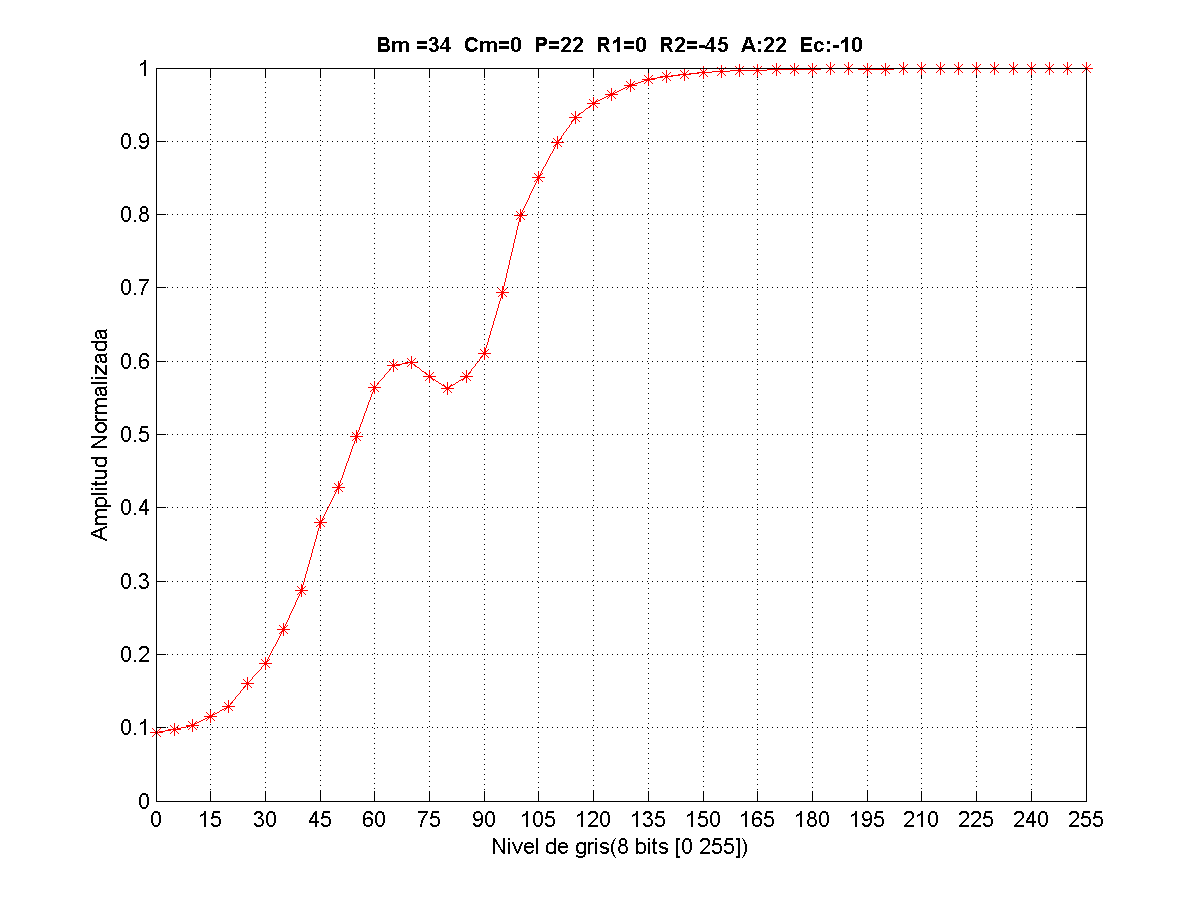 Bm =34 Cm=0 P=22 R1=0 R2=-45 A:22 Ec:-10
1
0.9
0.8
0.7
0.6
0.5
0.4
0.3
0.2
0.1
0
Amplitud Normalizada
0 15 30 45 60 75 90 105 120 135 150 165 180 195 210 225 240 255
Nivel de gris(8 bits [0 255])